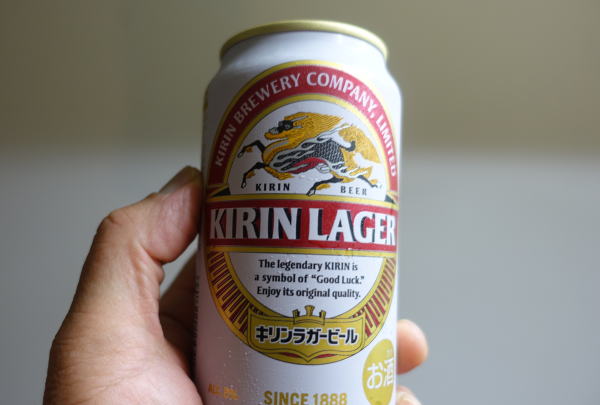 KIRIN BREWERY COMPANY, LIMITED
KIRIN BEER
KIRIN LAGER
The legendary KIRIN is
a symbol of "Good Luck."
Enjoy its original quality.
キリンラガービール
お酒
SINCE 1888